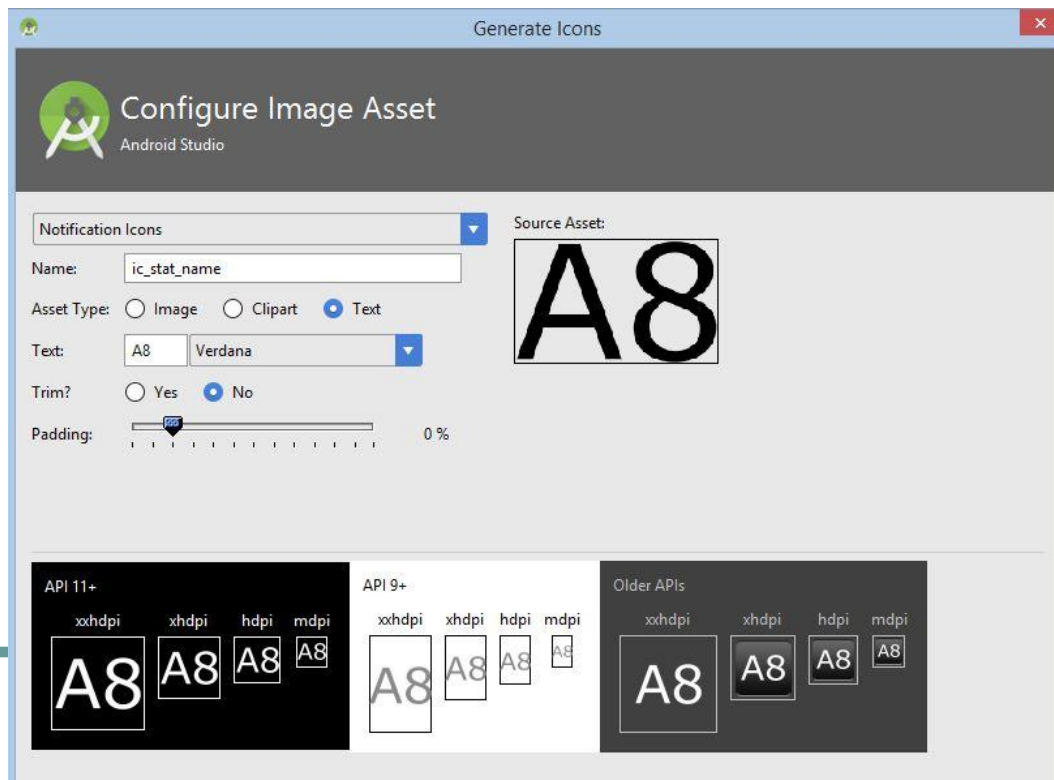 Generate Icons
Configure Image Asset
Android Studio
Notification Icons
Source Asset:
A8
Name: ic_stat_name
Asset Type: Image Clipart Text
Text: A8 Verdana
Trim? Yes No
Padding: 0 %
API 11+
xxhdpi xhdpi hdpi mdpi
A8 A8 A8 A8
API 9+
xxhdpi xhdpi hdpi mdpi
A8 A8 A8 A8
Older APIs
xxhdpi xhdpi hdpi mdpi
A8 A8 A8 A8